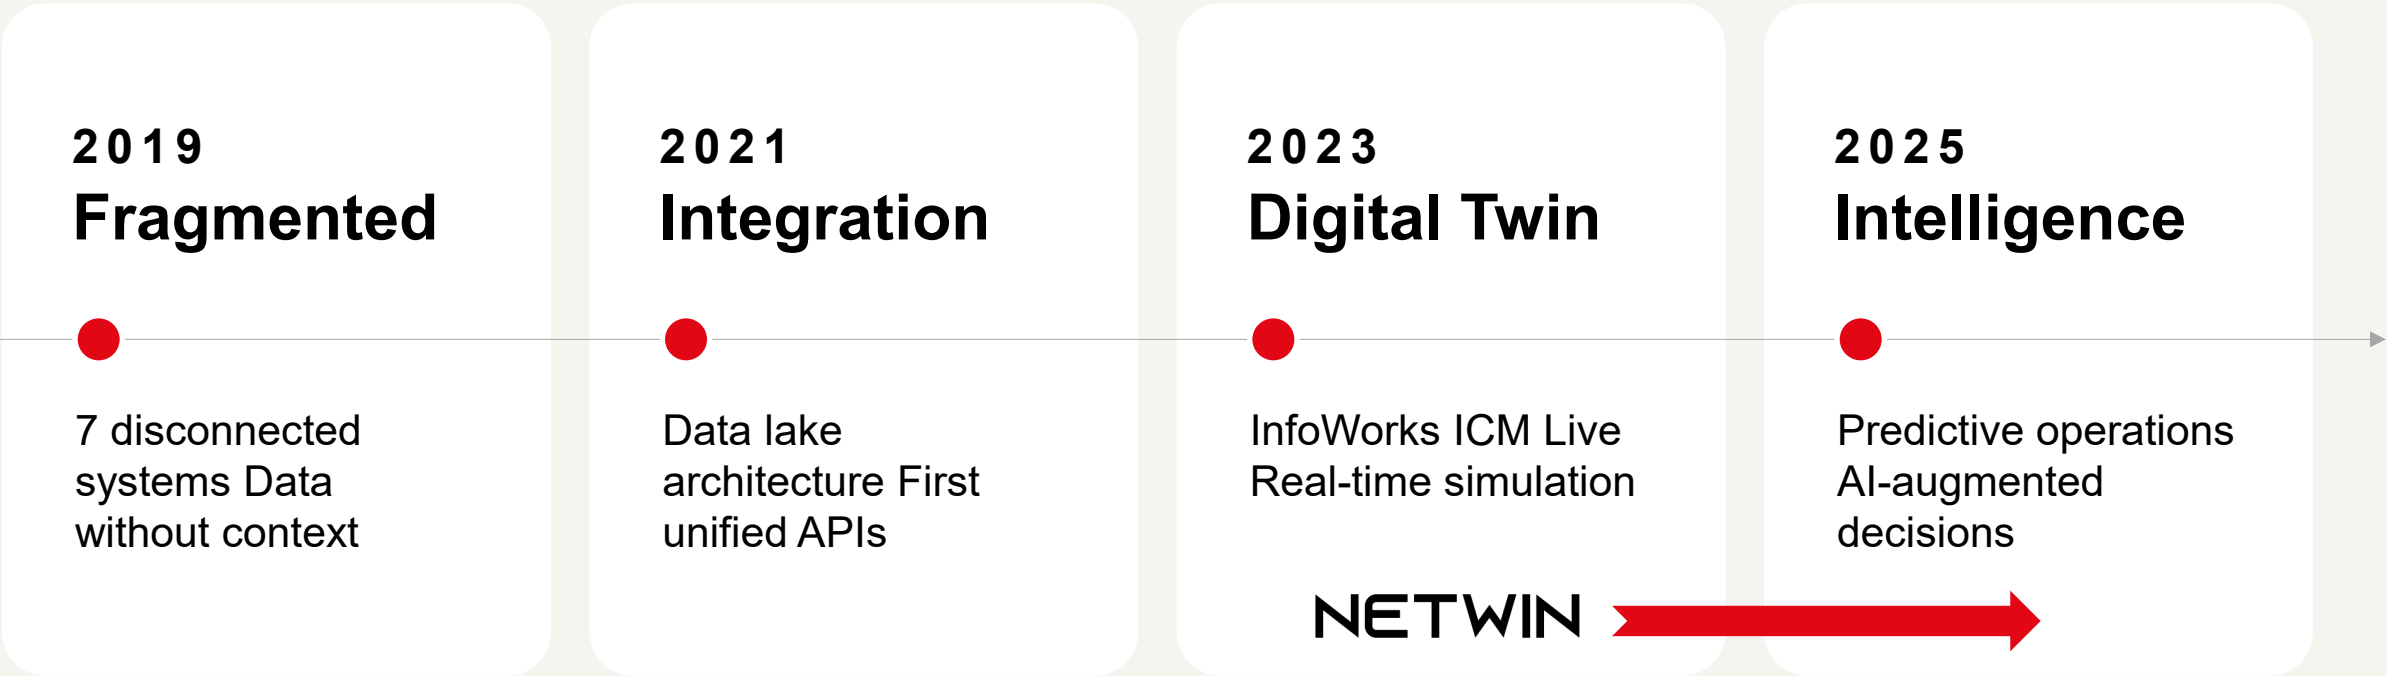 2019
Fragmented
7 disconnected
systems Data
without context
2021
Integration
Data lake
architecture First
unified APIs
2023
Digital Twin
InfoWorks ICM Live
Real-time simulation
NETWIN
2025
Intelligence
Predictive operations
AI-augmented
decisions